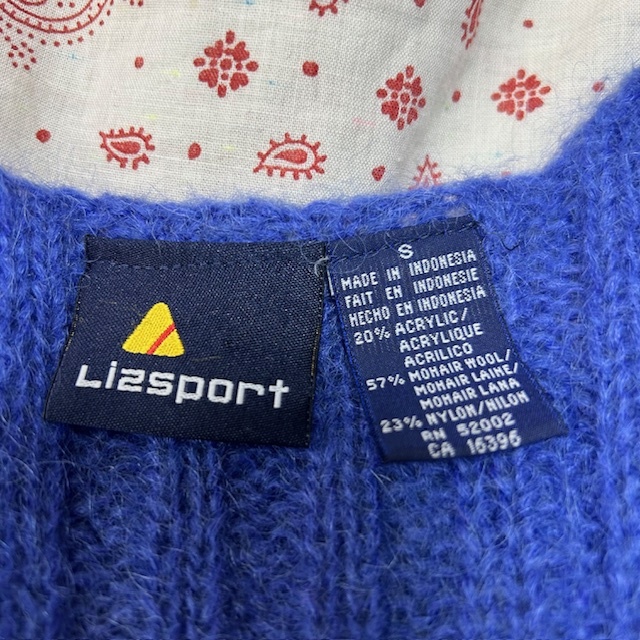 Lizsport
S
MADE IN INDONESIA
FAIT EN INDONESIE
HECHO EN INDONESIA
20% ACRYLIC/
ACRYLIQUE
ACRILICO
57% MOHAIR WOOL/
MOHAIR LAINE/
MOHAIR LANA
23% NYLON/NILON
RN 52002
CA 16396